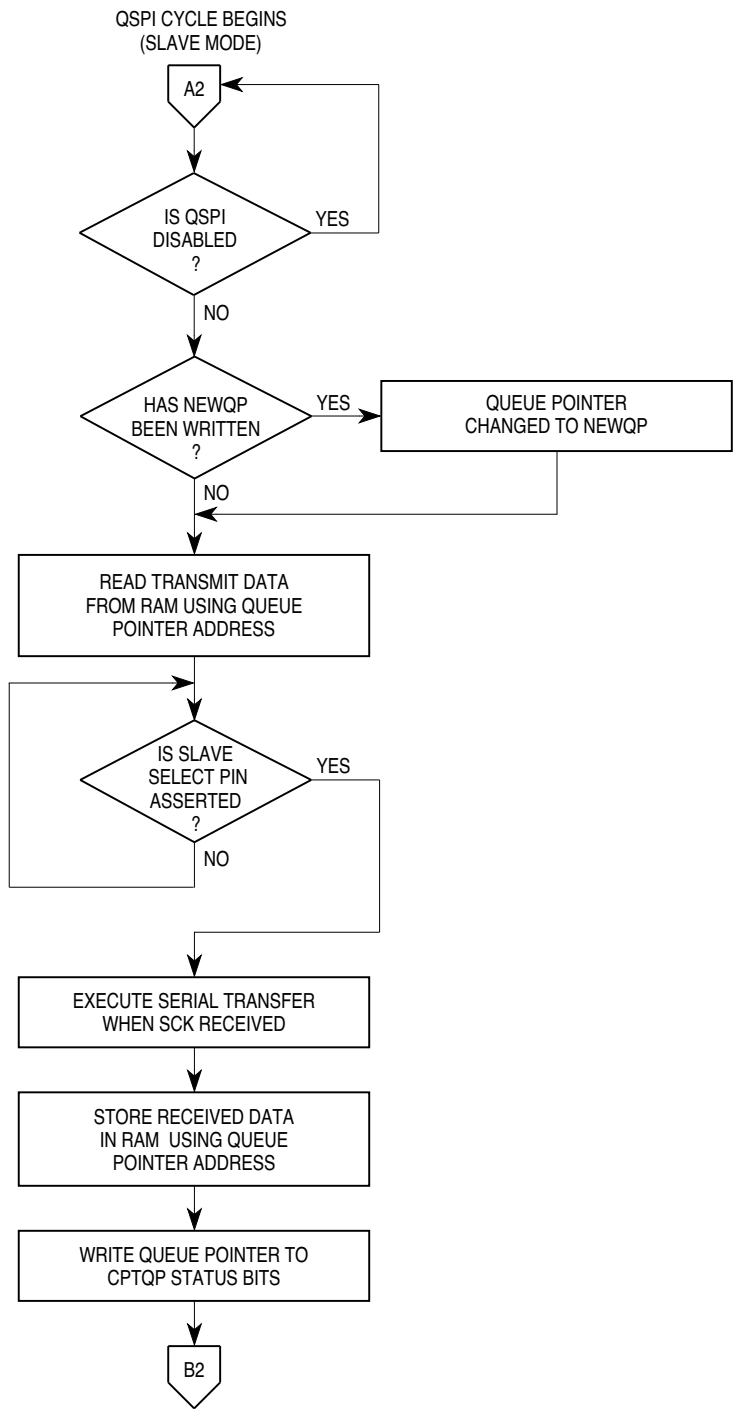 QSPI CYCLE BEGINS
(SLAVE MODE)
A2
IS QSPI
DISABLED
?
YES
NO
HAS NEWQP
BEEN WRITTEN
?
YES
QUEUE POINTER
CHANGED TO NEWQP
NO
READ TRANSMIT DATA
FROM RAM USING QUEUE
POINTER ADDRESS
IS SLAVE
SELECT PIN
ASSERTED
?
YES
NO
EXECUTE SERIAL TRANSFER
WHEN SCK RECEIVED
STORE RECEIVED DATA
IN RAM USING QUEUE
POINTER ADDRESS
WRITE QUEUE POINTER TO
CPTQP STATUS BITS
B2